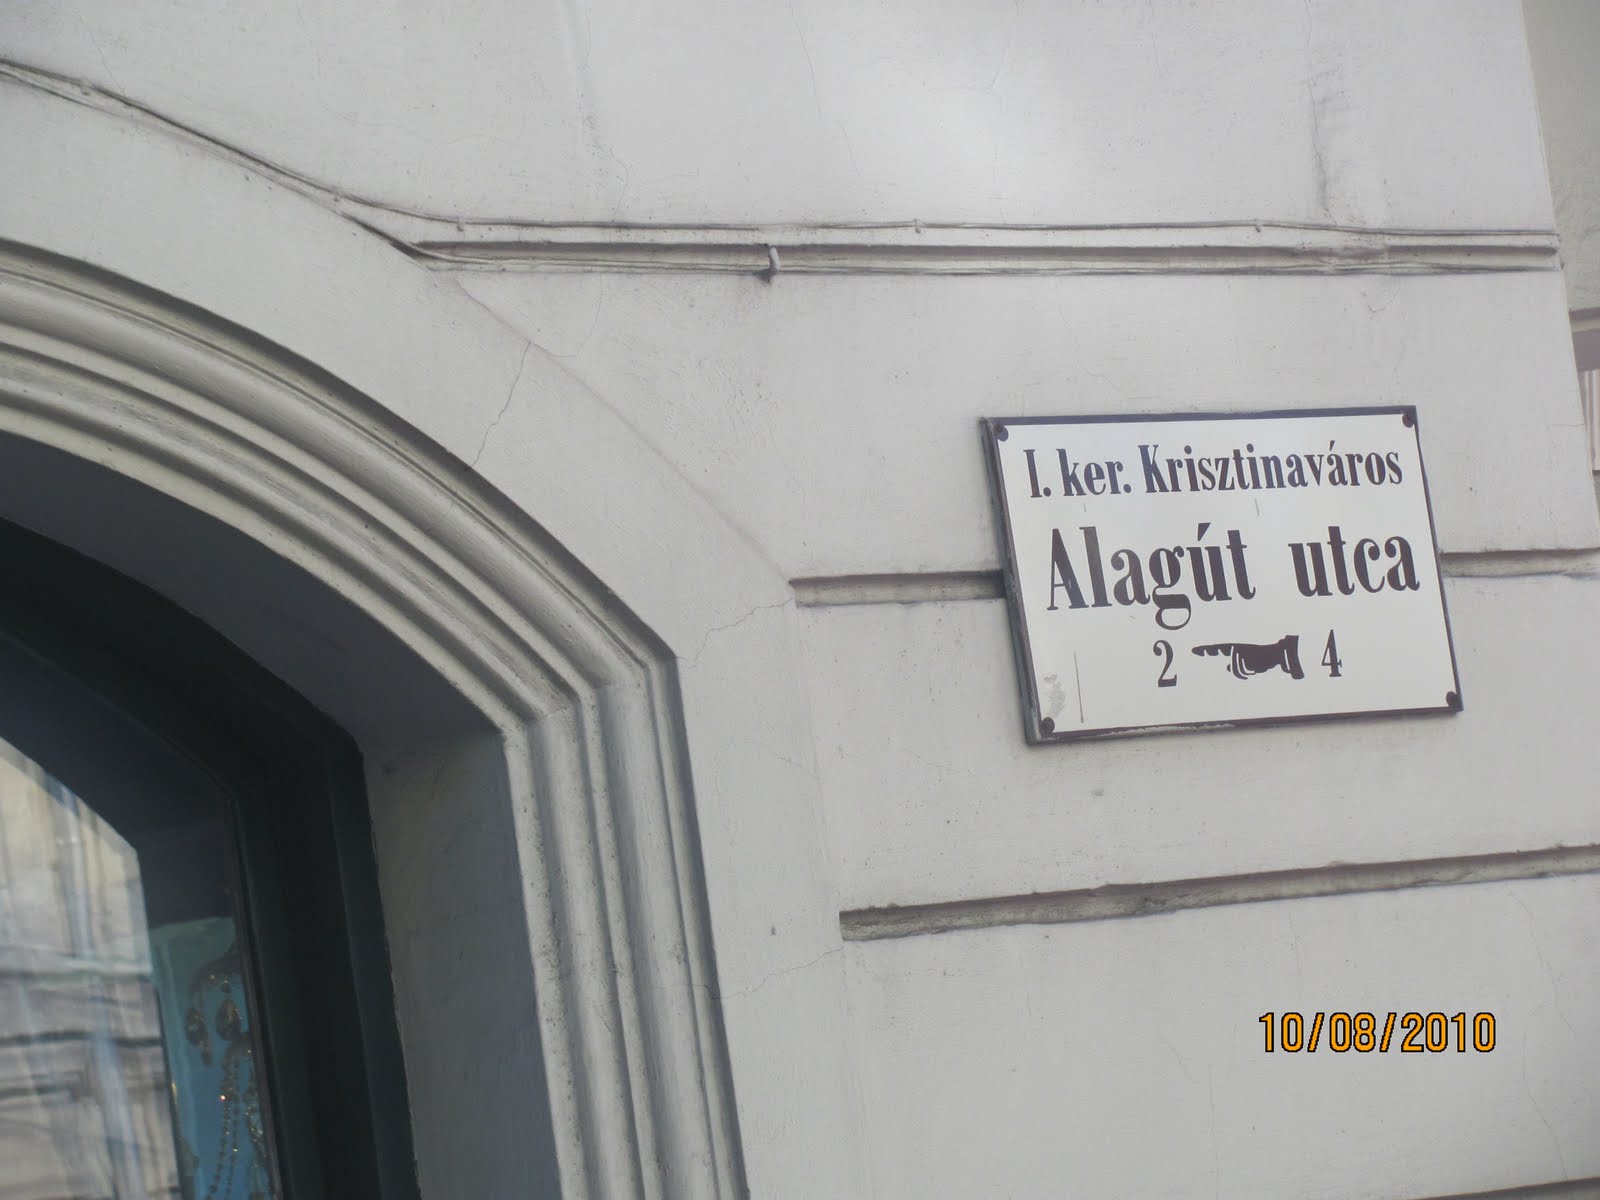 I. ker. Krisztinaváros
Alagút utca
2 4
10/08/2010